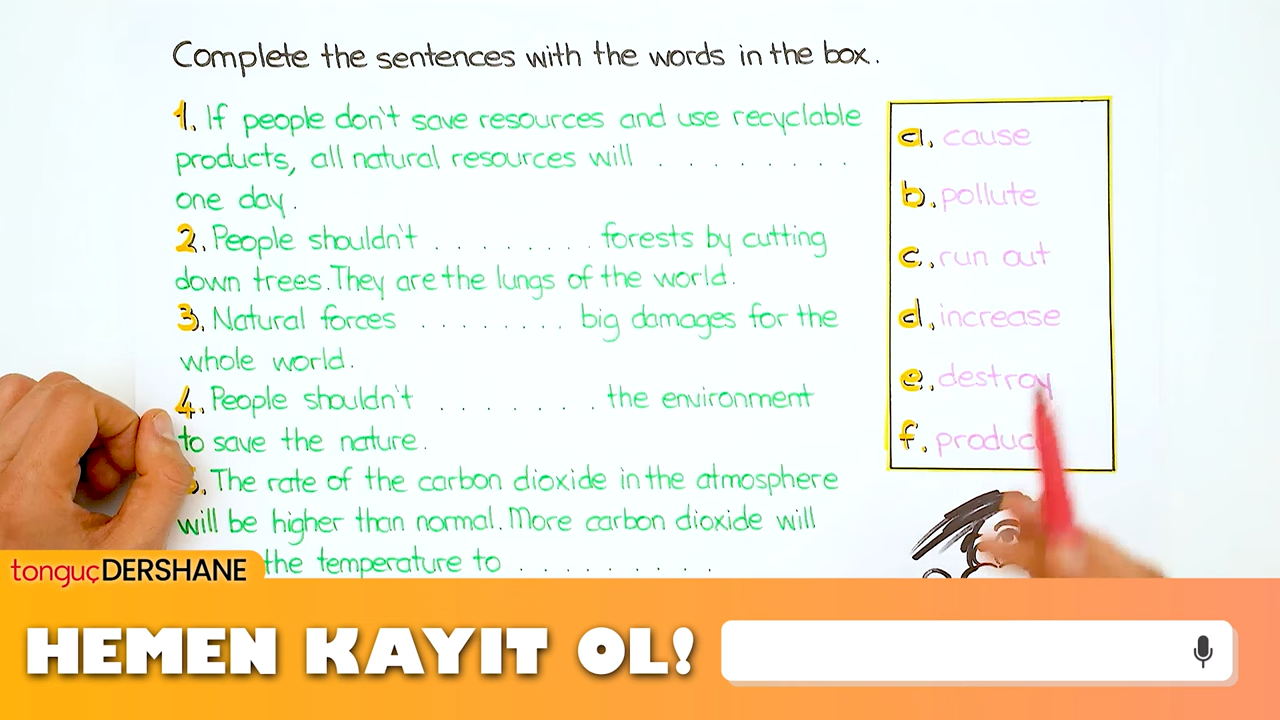 Complete the sentences with the words in the box.
1. If people don't save resources and use recyclable
products, all natural resources will . . . . . . . .
one day.
2. People shouldn't . . . . . . . . forests by cutting
down trees. They are the lungs of the world.
3. Natural forces . . . . . . . . big damages for the
whole world.
4. People shouldn't . . . . . . . . the environment
to save the nature.
5. The rate of the carbon dioxide in the atmosphere
will be higher than normal. More carbon dioxide will
the temperature to . . . . . . . . .
a. cause
b. pollute
c. run out
d. increase
e. destroy
f. produc
tonguçDERSHANE
HEMEN KAYIT OL!